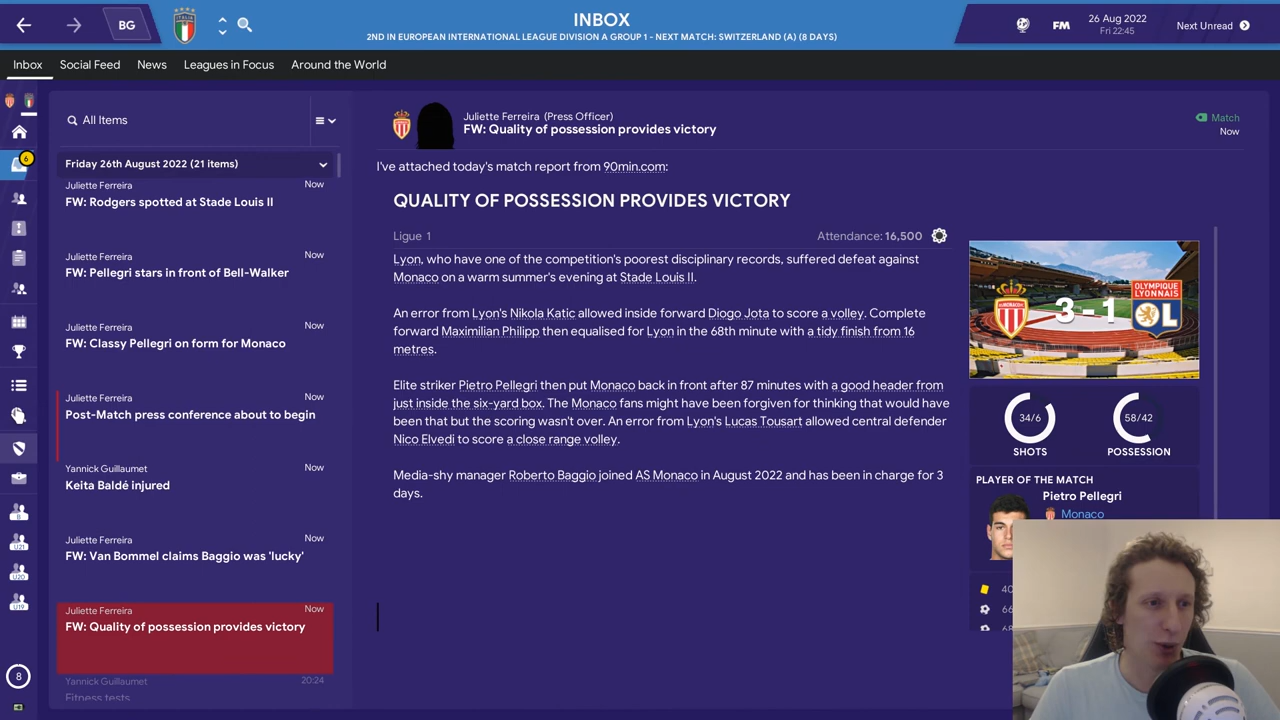 BG
INBOX
2ND IN EUROPEAN INTERNATIONAL LEAGUE DIVISION A GROUP 1 - NEXT MATCH: SWITZERLAND (A) (8 DAYS)
FM
26 Aug 2022
Fri 22:45
Next Unread
Inbox
Social Feed
News
Leagues in Focus
Around the World
6
All Items
Friday 26th August 2022 (21 items)
Juliette Ferreira
Now
FW: Rodgers spotted at Stade Louis II
Juliette Ferreira
Now
FW: Pellegri stars in front of Bell-Walker
Juliette Ferreira
Now
FW: Classy Pellegri on form for Monaco
Juliette Ferreira
Now
Post-Match press conference about to begin
Yannick Guillaumet
Now
Keita Baldé injured
Juliette Ferreira
Now
FW: Van Bommel claims Baggio was 'lucky'
Juliette Ferreira
Now
FW: Quality of possession provides victory
Yannick Guillaumet
20:24
Fitness tests
B
U21
U20
U19
8
Juliette Ferreira (Press Officer)
FW: Quality of possession provides victory
Match
Now
I've attached today's match report from 90min.com:
QUALITY OF POSSESSION PROVIDES VICTORY
Ligue 1
Attendance: 16,500
Lyon, who have one of the competition's poorest disciplinary records, suffered defeat against
Monaco on a warm summer's evening at Stade Louis II.
An error from Lyon's Nikola Katic allowed inside forward Diogo Jota to score a volley. Complete
forward Maximilian Philipp then equalised for Lyon in the 68th minute with a tidy finish from 16
metres.
Elite striker Pietro Pellegri then put Monaco back in front after 87 minutes with a good header from
just inside the six-yard box. The Monaco fans might have been forgiven for thinking that would have
been that but the scoring wasn't over. An error from Lyon's Lucas Tousart allowed central defender
Nico Elvedi to score a close range volley.
Media-shy manager Roberto Baggio joined AS Monaco in August 2022 and has been in charge for 3
days.
3 - 1
OLYMPIQUE
LYONNAIS
OL
34/6
SHOTS
58/42
POSSESSION
PLAYER OF THE MATCH
Pietro Pellegri
Monaco
40